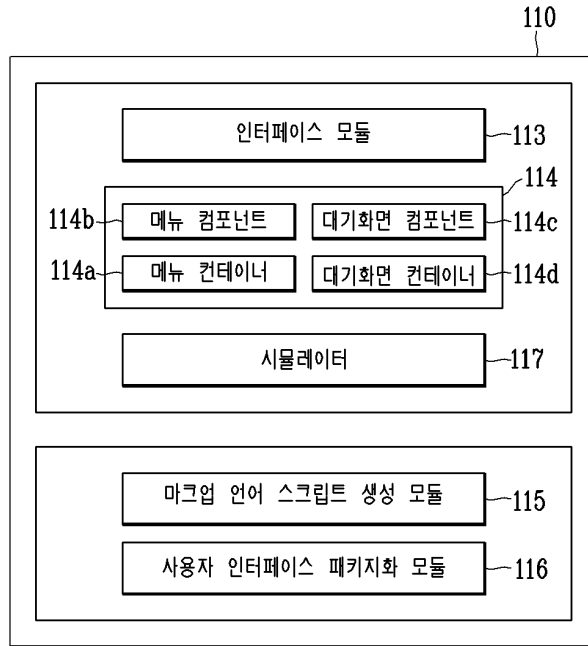 110
인터페이스 모듈
113
114
114b
메뉴 컴포넌트
대기화면 컴포넌트
114c
114a
메뉴 컨테이너
대기화면 컨테이너
114d
시뮬레이터
117
마크업 언어 스크립트 생성 모듈
115
사용자 인터페이스 패키지화 모듈
116